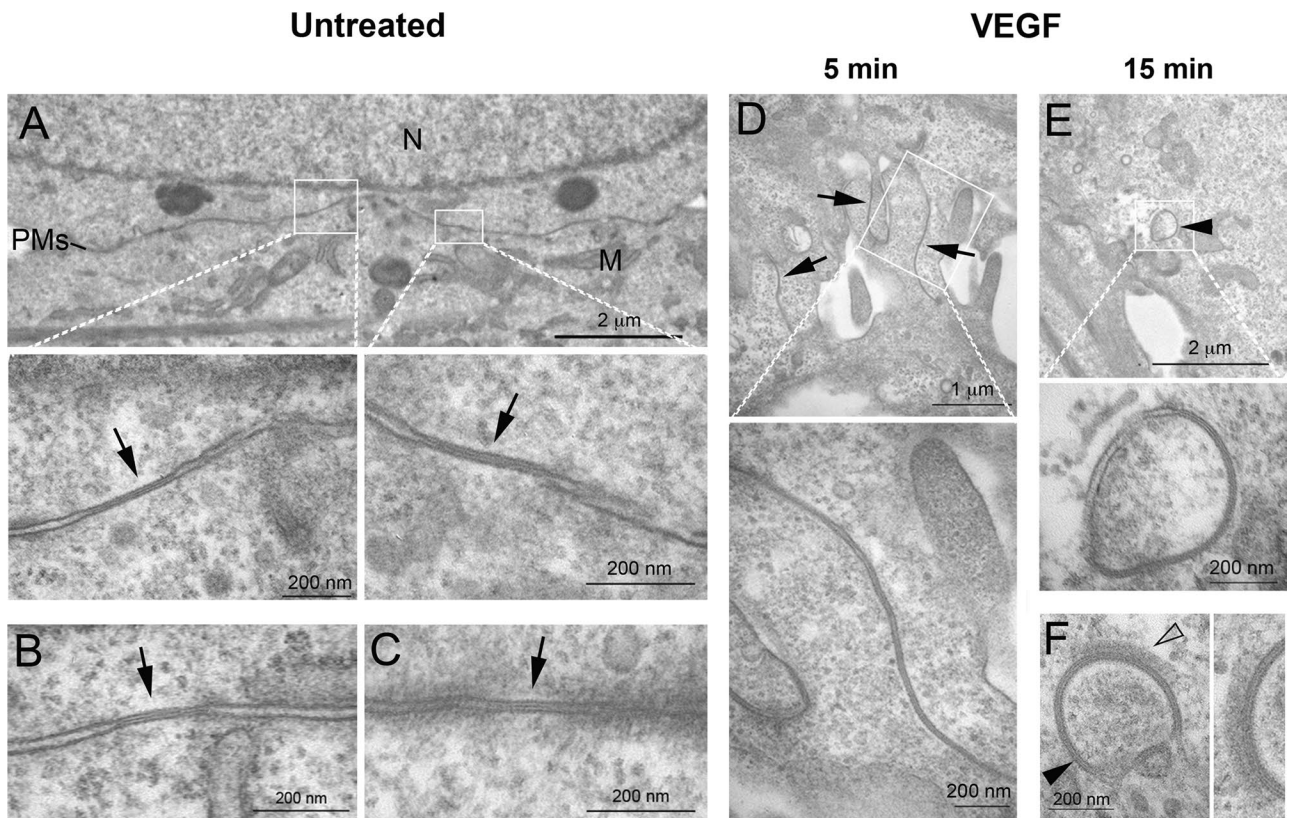 Untreated
VEGF
5 min
15 min
A
N
PMs
M
2 μm
200 nm
200 nm
B
200 nm
C
200 nm
D
1 μm
200 nm
E
2 μm
200 nm
F
200 nm